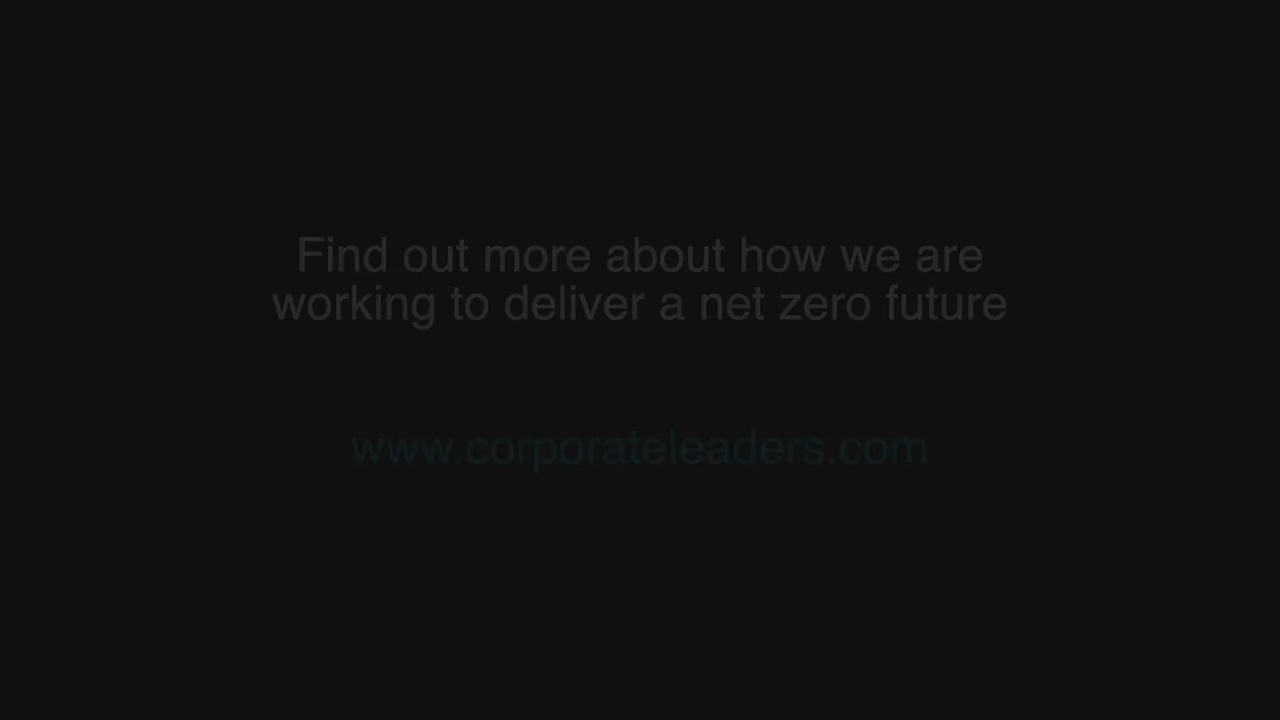 Find out more about how we are
working to deliver a net zero future
www.corporateleaders.com